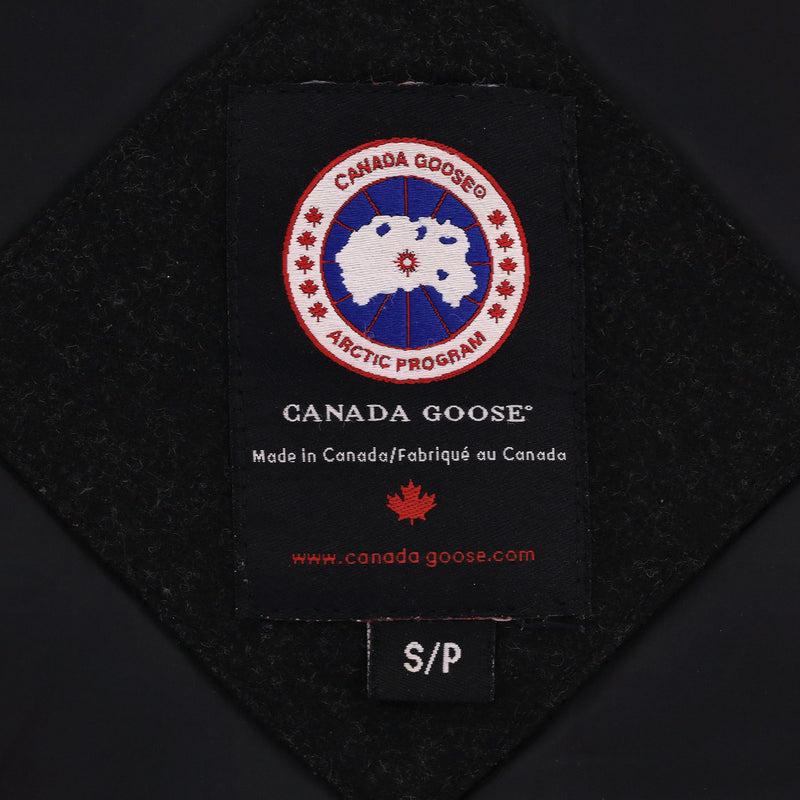 CANADA GOOSE®
ARCTIC PROGRAM
CANADA GOOSE®
Made in Canada/Fabriqué au Canada
www.canada goose.com
S/P